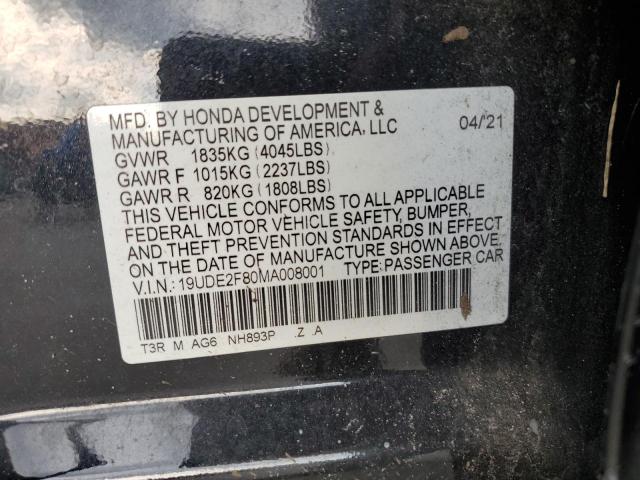 MFD. BY HONDA DEVELOPMENT &
MANUFACTURING OF AMERICA, LLC 04/21
GVWR 1835KG (4045LBS)
GAWR F 1015KG (2237LBS)
GAWR R 820KG (1808LBS)
THIS VEHICLE CONFORMS TO ALL APPLICABLE
FEDERAL MOTOR VEHICLE SAFETY, BUMPER,
AND THEFT PREVENTION STANDARDS IN EFFECT
ON THE DATE OF MANUFACTURE SHOWN ABOVE.
V.I.N.: 19UDE2F80MA008001 TYPE: PASSENGER CAR
T3R M AG6 NH893P .Z .A